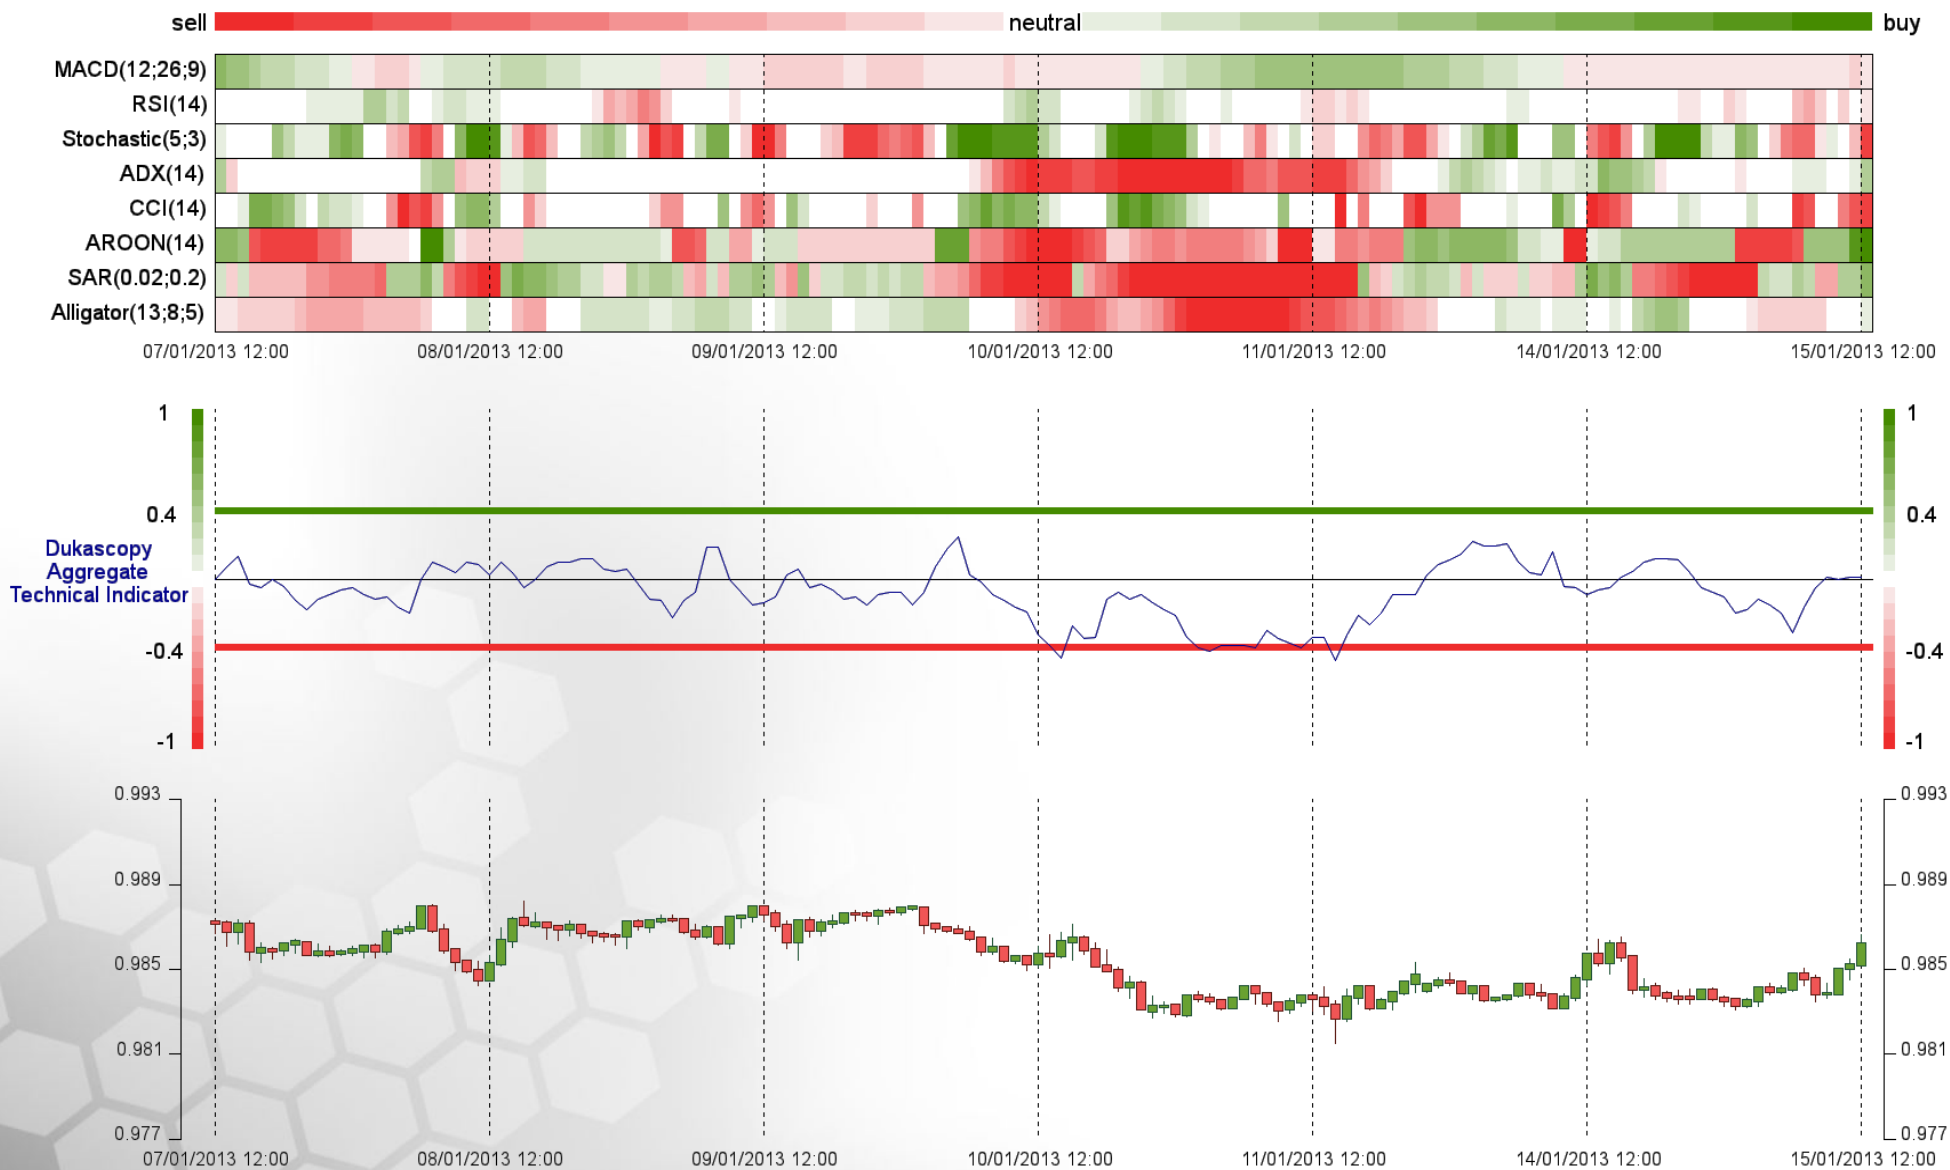 sell neutral buy
MACD(12;26;9)
RSI(14)
Stochastic(5;3)
ADX(14)
CCI(14)
AROON(14)
SAR(0.02;0.2)
Alligator(13;8;5)
07/01/2013 12:00 08/01/2013 12:00 09/01/2013 12:00 10/01/2013 12:00 11/01/2013 12:00 14/01/2013 12:00 15/01/2013 12:00
1 1
0.4 0.4
Dukascopy
Aggregate
Technical Indicator
-0.4 -0.4
-1 -1
0.993 0.993
0.989 0.989
0.985 0.985
0.981 0.981
0.977 0.977
07/01/2013 12:00 08/01/2013 12:00 09/01/2013 12:00 10/01/2013 12:00 11/01/2013 12:00 14/01/2013 12:00 15/01/2013 12:00